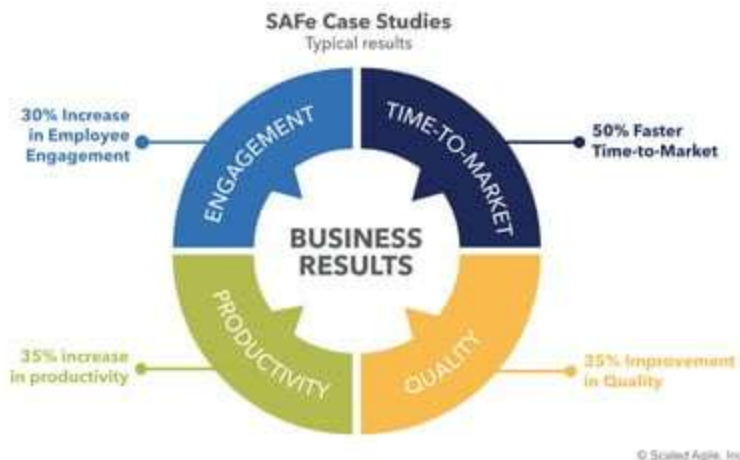 SAFe Case Studies
Typical results
30% Increase
in Employee
Engagement
ENGAGEMENT
TIME-TO-MARKET
50% Faster
Time-to-Market
BUSINESS
RESULTS
35% increase
in productivity
PRODUCTIVITY
QUALITY
35% Improvement
in Quality
© Scaled Agile, Inc